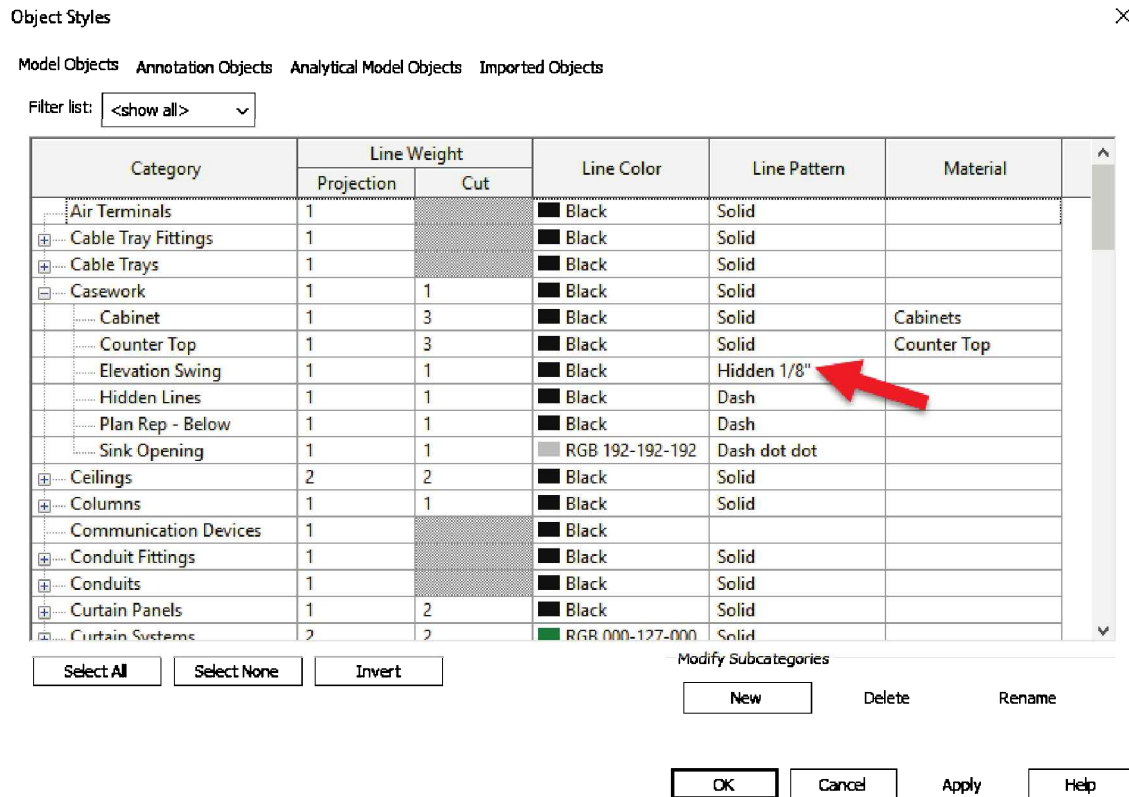 Object Styles
Model Objects Annotation Objects Analytical Model Objects Imported Objects
Filter list: <show all>
Category Line Weight Line Color Line Pattern Material
Projection Cut
Air Terminals 1 Black Solid
Cable Tray Fittings 1 Black Solid
Cable Trays 1 Black Solid
Casework 1 1 Black Solid
Cabinet 1 3 Black Solid Cabinets
Counter Top 1 3 Black Solid Counter Top
Elevation Swing 1 1 Black Hidden 1/8"
Hidden Lines 1 1 Black Dash
Plan Rep - Below 1 1 Black Dash
Sink Opening 1 1 RGB 192-192-192 Dash dot dot
Ceilings 2 2 Black Solid
Columns 1 1 Black Solid
Communication Devices 1 Black
Conduit Fittings 1 Black Solid
Conduits 1 Black Solid
Curtain Panels 1 2 Black Solid
Curtain Systems 2 2 RGB 000-127-000 Solid
Select All Select None Invert
Modify Subcategories
New Delete Rename
OK Cancel Apply Help